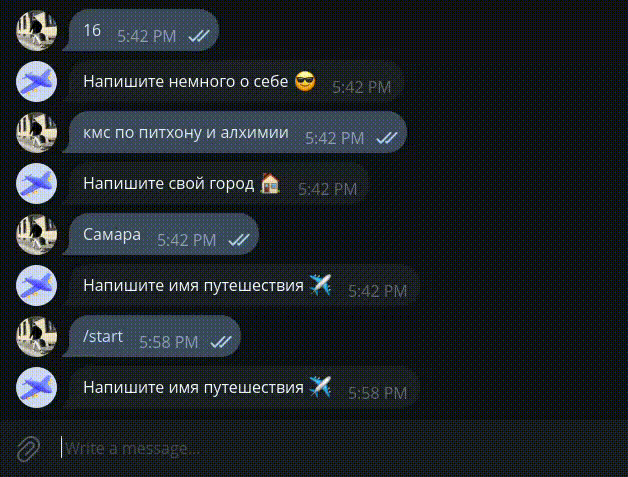 16 5:42 PM
Напишите немного о себе 😎 5:42 PM
кмс по питхону и алхимии 5:42 PM
Напишите свой город 🏠 5:42 PM
Самара 5:42 PM
Напишите имя путешествия ✈️ 5:42 PM
/start 5:58 PM
Напишите имя путешествия ✈️ 5:58 PM
Write a message...